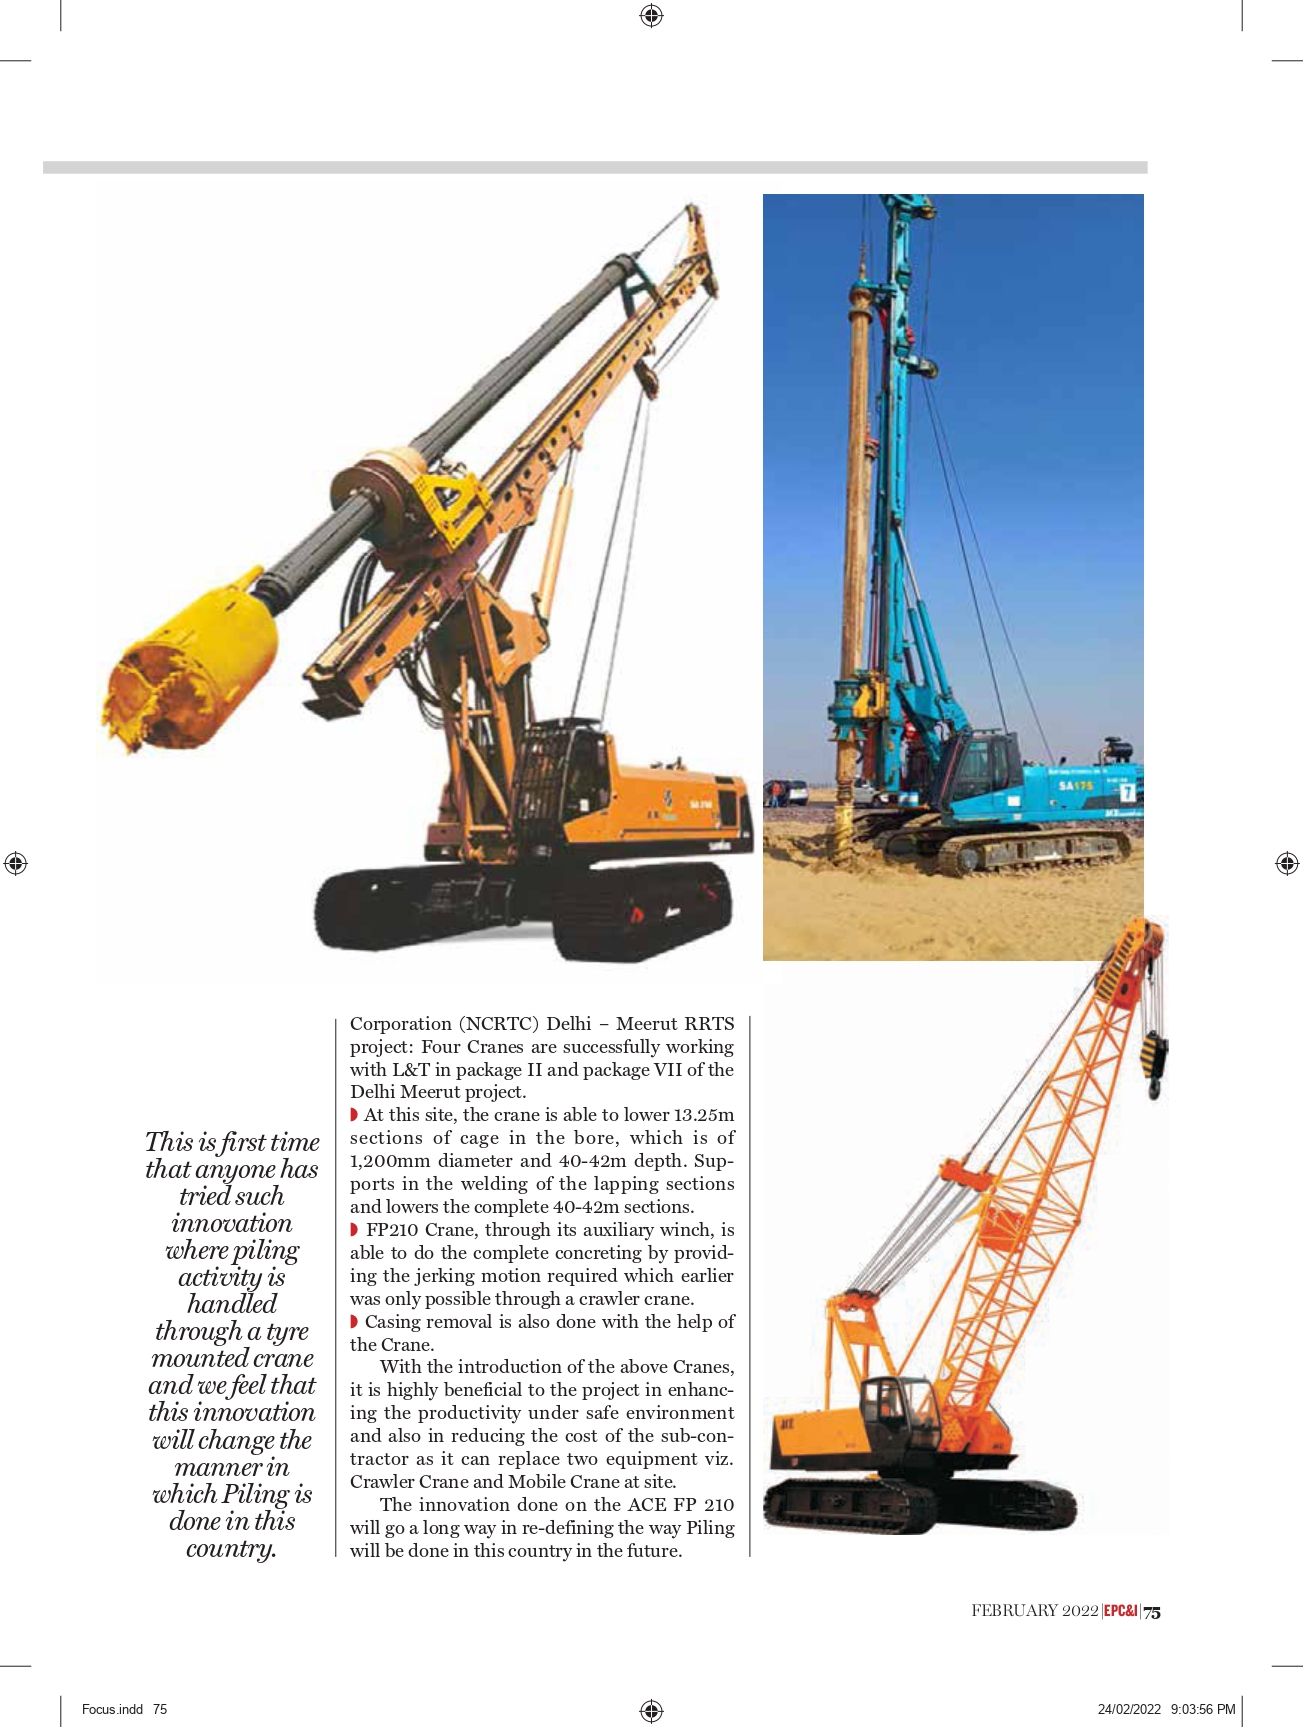 SA175
7
Corporation (NCRTC) Delhi – Meerut RRTS
project: Four Cranes are successfully working
with L&T in package II and package VII of the
Delhi Meerut project.
At this site, the crane is able to lower 13.25m
sections of cage in the bore, which is of
1,200mm diameter and 40-42m depth. Sup-
ports in the welding of the lapping sections
and lowers the complete 40-42m sections.
FP210 Crane, through its auxiliary winch, is
able to do the complete concreting by provid-
ing the jerking motion required which earlier
was only possible through a crawler crane.
Casing removal is also done with the help of
the Crane.
With the introduction of the above Cranes,
it is highly beneficial to the project in enhanc-
ing the productivity under safe environment
and also in reducing the cost of the sub-con-
tractor as it can replace two equipment viz.
Crawler Crane and Mobile Crane at site.
The innovation done on the ACE FP 210
will go a long way in re-defining the way Piling
will be done in this country in the future.
This is first time
that anyone has
tried such
innovation
where piling
activity is
handled
through a tyre
mounted crane
and we feel that
this innovation
will change the
manner in
which Piling is
done in this
country.
FEBRUARY 2022 |EPC&I| 75
Focus.indd 75
24/02/2022 9:03:56 PM